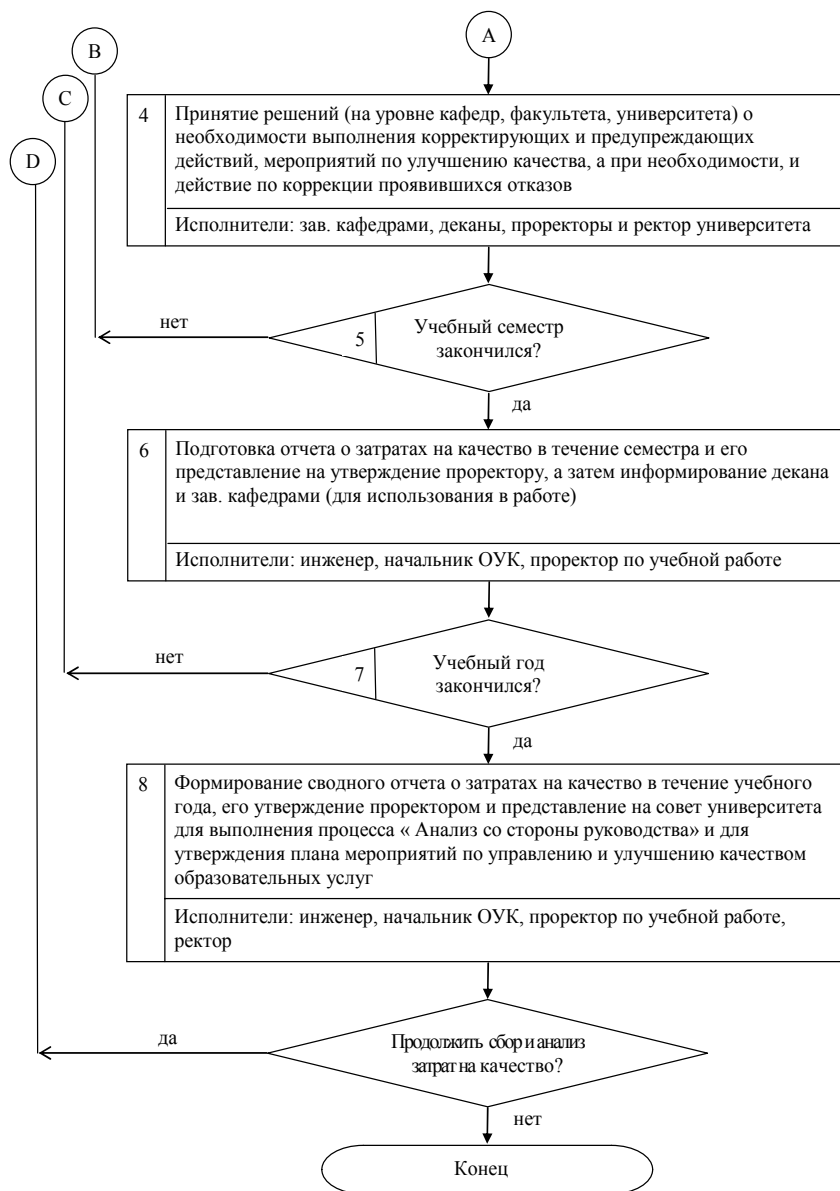 B
A
C
D
4
Принятие решений (на уровне кафедр, факультета, университета) о
необходимости выполнения корректирующих и предупреждающих
действий, мероприятий по улучшению качества, а при необходимости, и
действие по коррекции проявившихся отказов
Исполнители: зав. кафедрами, деканы, проректоры и ректор университета
нет
5
Учебный семестр
закончился?
да
6
Подготовка отчета о затратах на качество в течение семестра и его
представление на утверждение проректору, а затем информирование декана
и зав. кафедрами (для использования в работе)
Исполнители: инженер, начальник ОУК, проректор по учебной работе
нет
7
Учебный год
закончился?
да
8
Формирование сводного отчета о затратах на качество в течение учебного
года, его утверждение проректором и представление на совет университета
для выполнения процесса « Анализ со стороны руководства» и для
утверждения плана мероприятий по управлению и улучшению качеством
образовательных услуг
Исполнители: инженер, начальник ОУК, проректор по учебной работе,
ректор
да
Продолжить сбор и анализ
затрат на качество?
нет
Конец